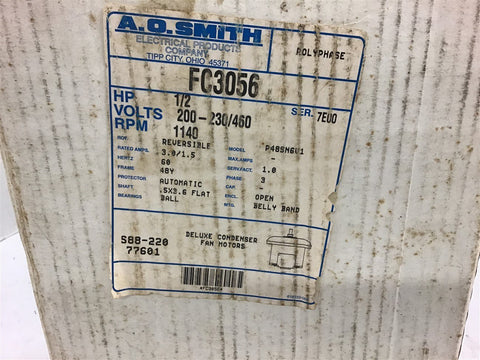 A.O. SMITH
ELECTRICAL PRODUCTS
COMPANY
TIPP CITY, OHIO 45371
POLYPHASE
FC3056
HP 1/2
VOLTS 200-230/460
SER. 7E00
RPM 1140
ROT. REVERSIBLE
MODEL P48SN6U1
RATED AMPS. 3.0/1.5
MAX.AMPS -
HERTZ 60
SERV.FACT. 1.0
FRAME 48Y
PHASE 3
PROTECTOR AUTOMATIC
CAP. -
SHAFT .5X3.6 FLAT
ENCL. OPEN
BALL
MTG. BELLY BAND
S88-220
77601
DELUXE CONDENSER
FAN MOTORS